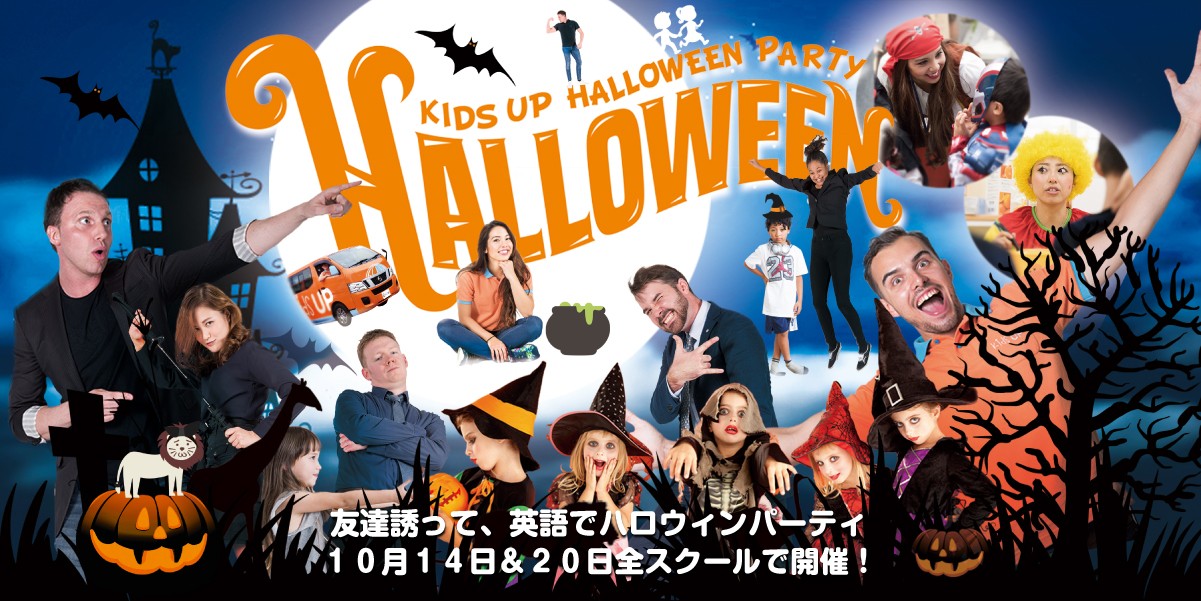 KIDS UP HALLOWEEN PARTY
HALLOWEEN
S UP
23
友達誘って、英語でハロウィンパーティ
１０月１４日&２０日全スクールで開催！